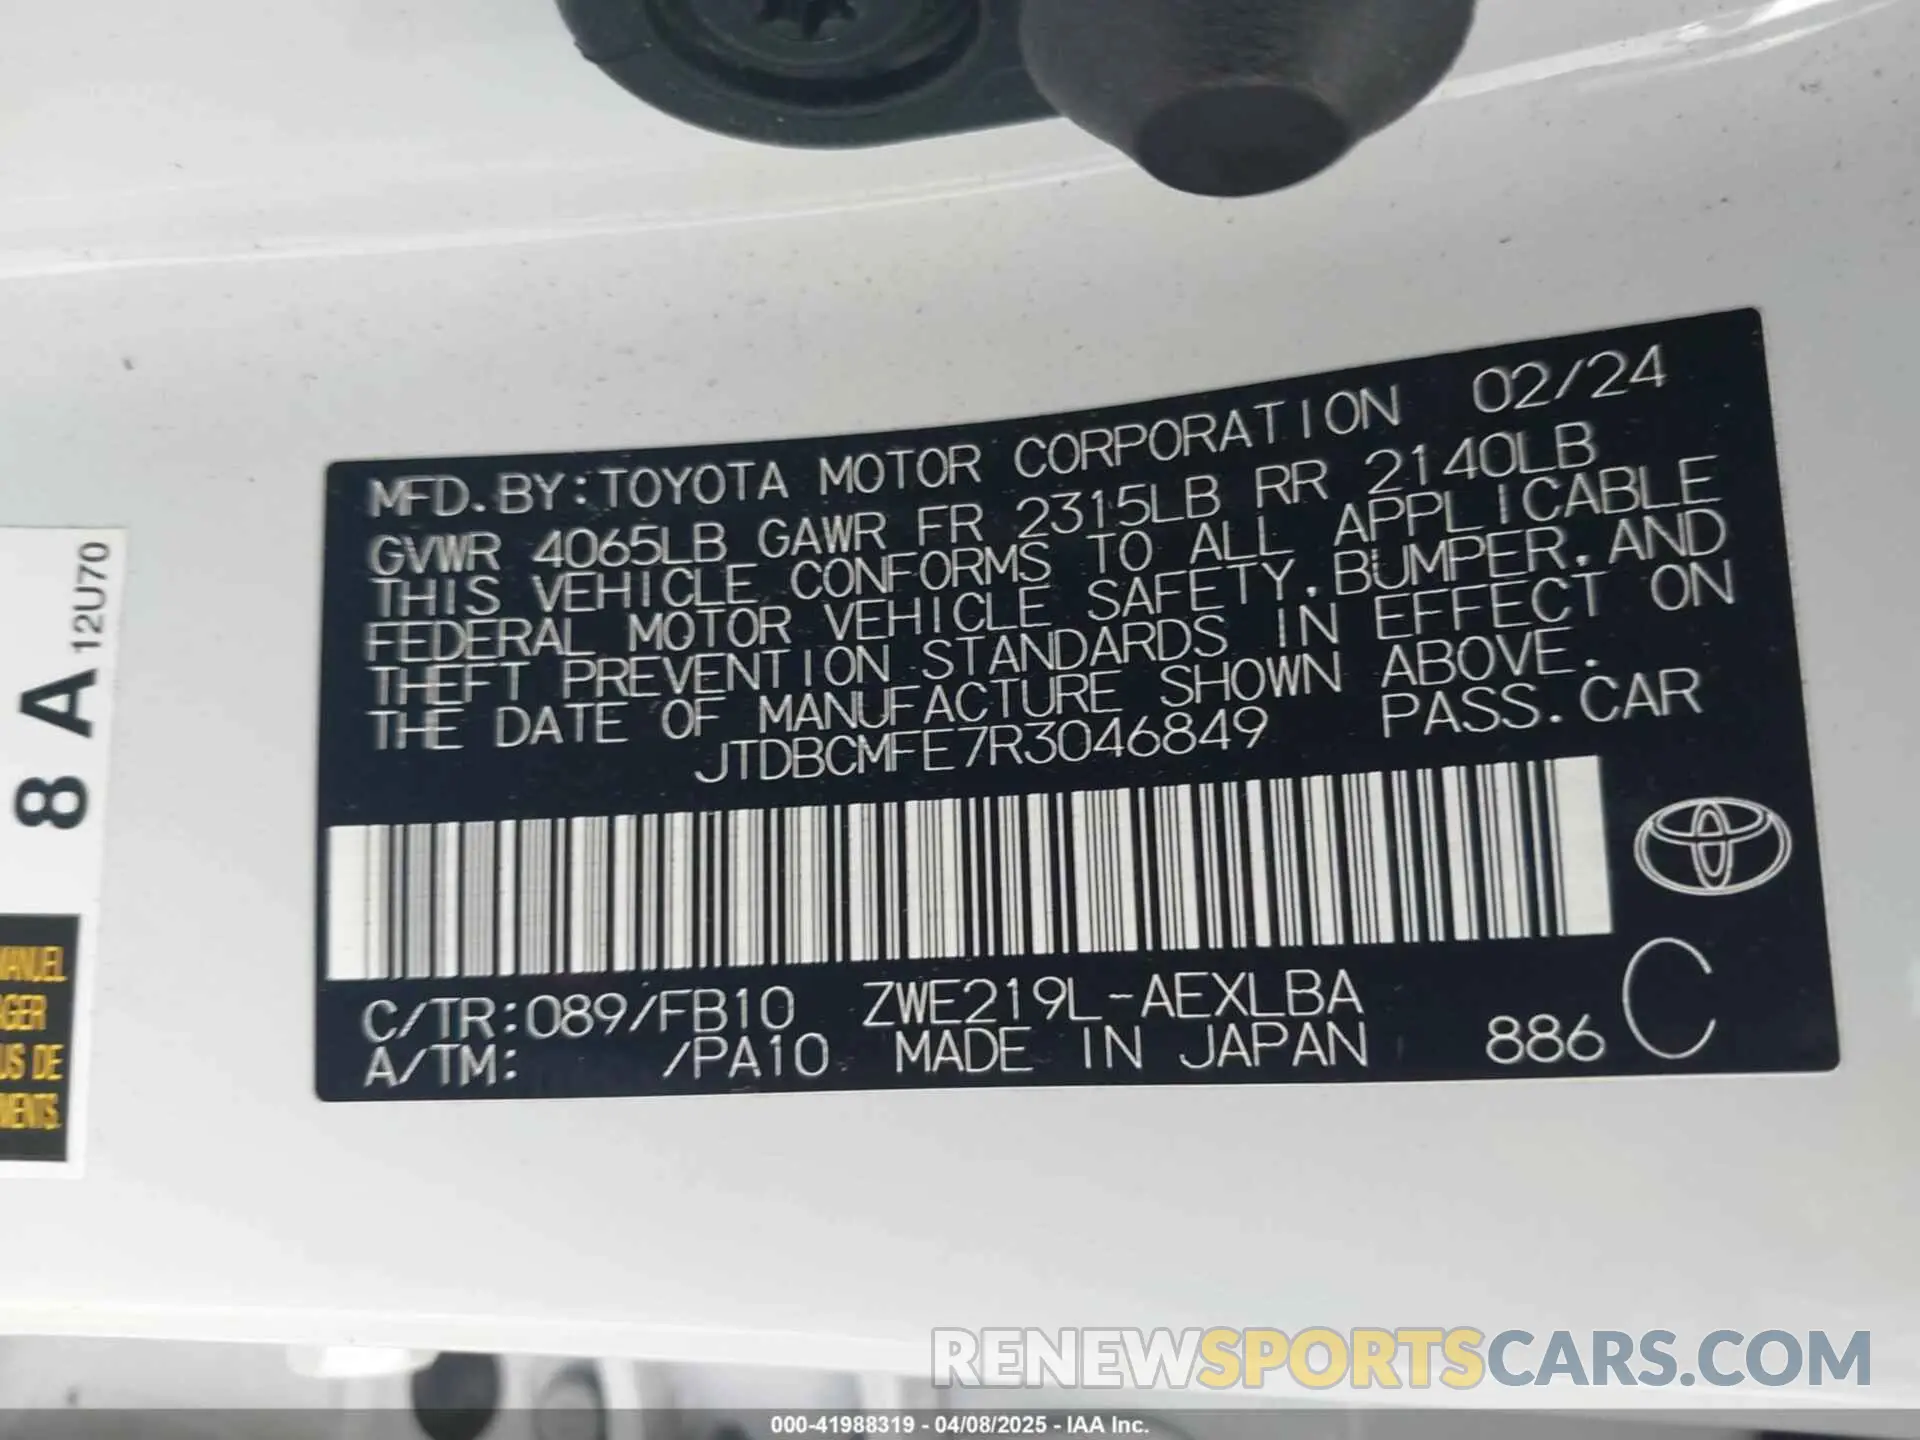 MFD.BY:TOYOTA MOTOR CORPORATION 02/24
GVWR 4065LB GAWR FR 2315LB RR 2140LB
THIS VEHICLE CONFORMS TO ALL APPLICABLE
FEDERAL MOTOR VEHICLE SAFETY,BUMPER,AND
THEFT PREVENTION STANDARDS IN EFFECT ON
THE DATE OF MANUFACTURE SHOWN ABOVE.
JTDBCMFE7R3046849 PASS.CAR
C/TR:089/FB10 ZWE219L-AEXLBA
A/TM: /PA10 MADE IN JAPAN 886 C
8 A 12U70
US DE
RENEWSPORTSCARS.COM
000-41988319 - 04/08/2025 - IAA Inc.